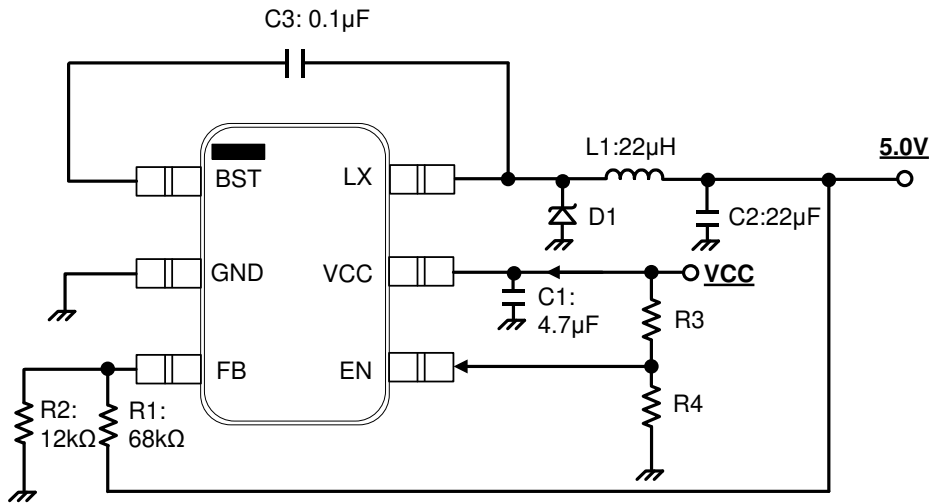 C3: 0.1µF
BST
LX
L1:22µH
5.0V
D1
C2:22µF
GND
VCC
VCC
C1:
4.7µF
R3
FB
EN
R4
R2:
12kΩ
R1:
68kΩ